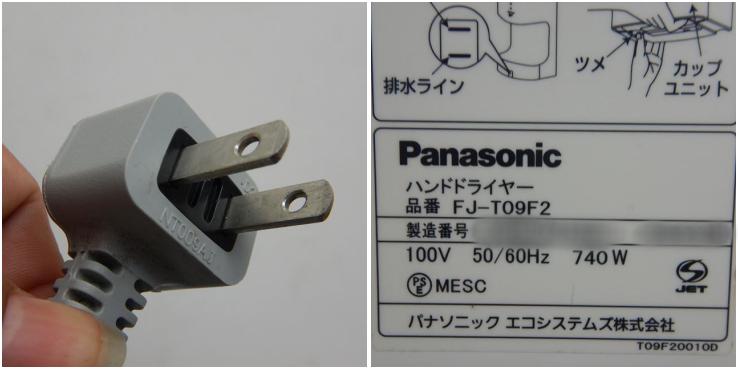 NT009A1
排水ライン
ツメ
カップ
ユニット
Panasonic
ハンドドライヤー
品番 FJ-T09F2
製造番号
100V 50/60Hz 740W
PSE MESC
JET
パナソニック エコシステムズ株式会社
T09F20010D